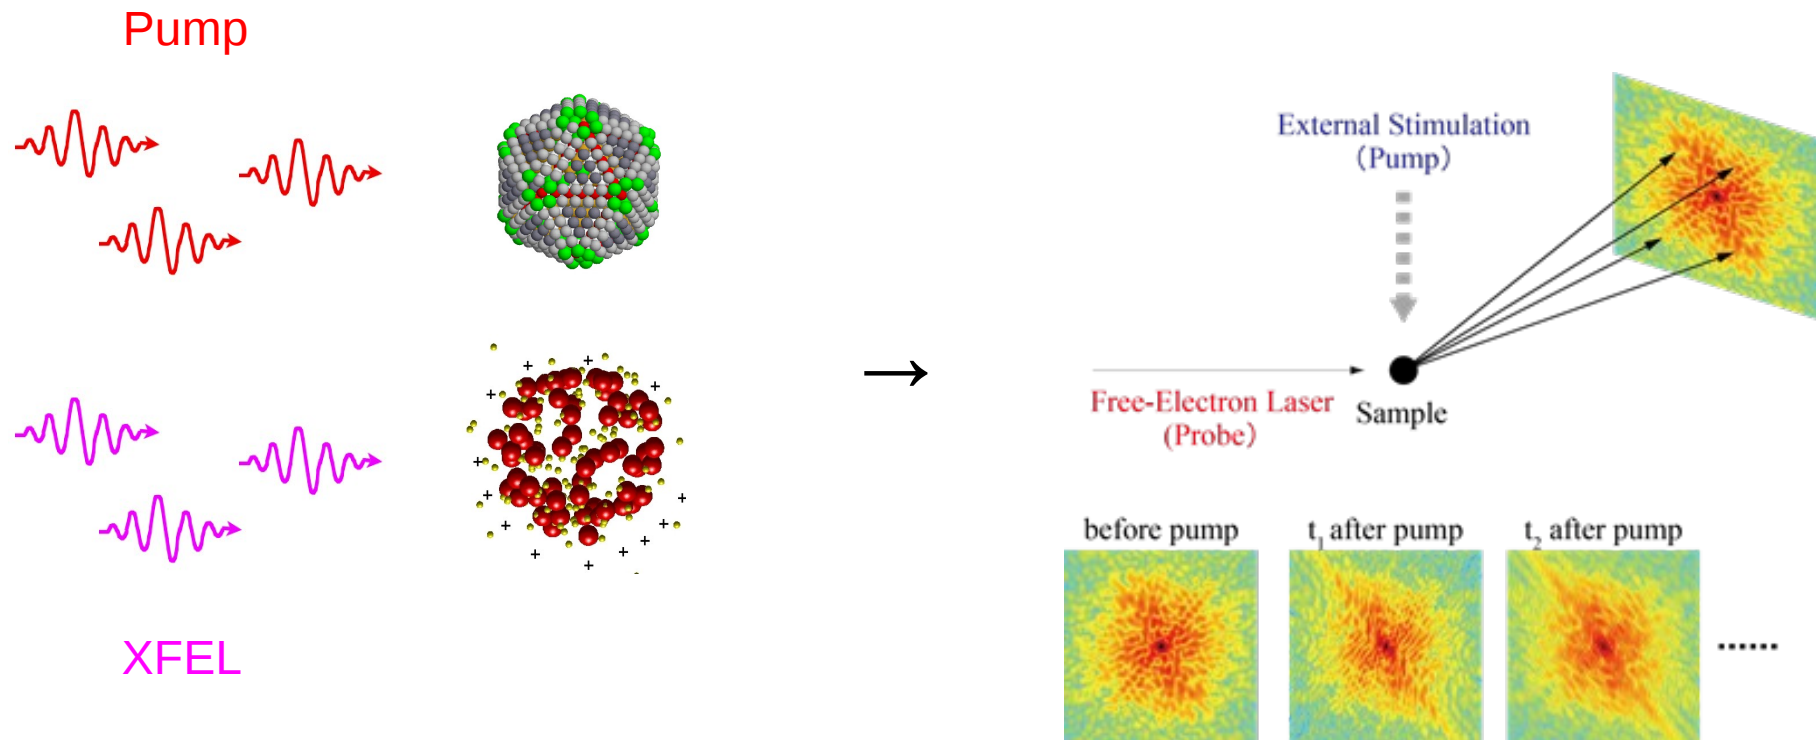 Pump
XFEL
External Stimulation
(Pump)
Free-Electron Laser
(Probe)
Sample
before pump
t1 after pump
t2 after pump
......